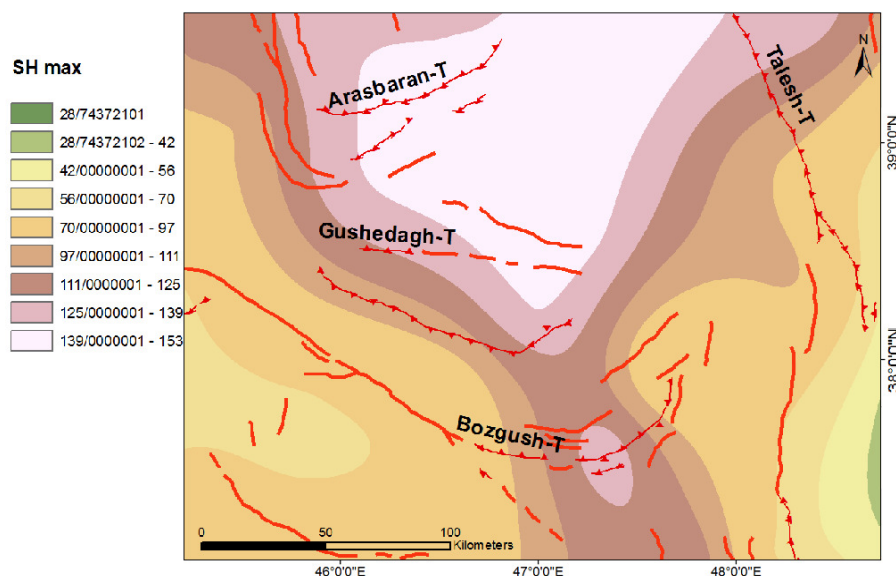 SH max
28/74372101
28/74372102 - 42
42/00000001 - 56
56/00000001 - 70
70/00000001 - 97
97/0000001 - 111
111/0000001 - 125
125/0000001 - 139
139/0000001 - 153
Arasbaran-T
Talesh-T
N
Gushedagh-T
Bozgush-T
39°0'0"N
38°0'0"N
0 50 100
Kilometers
46°0'0"E 47°0'0"E 48°0'0"E